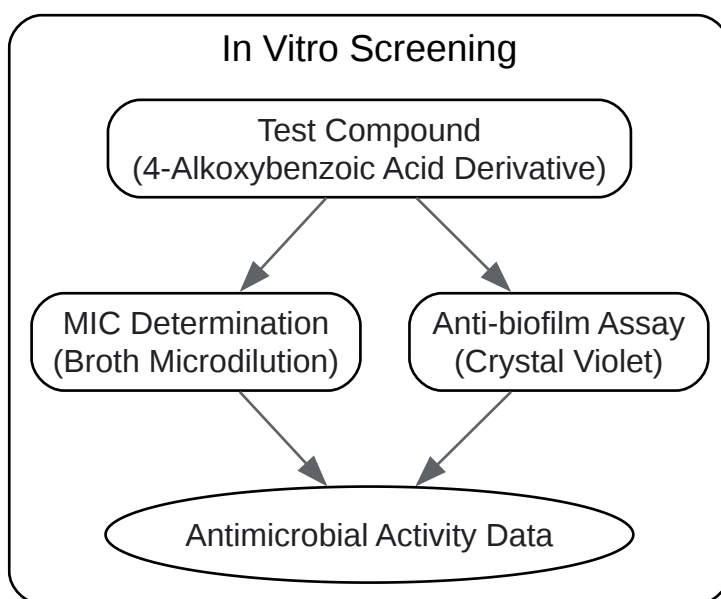 In Vitro Screening
Test Compound
(4-Alkoxybenzoic Acid Derivative)
MIC Determination
(Broth Microdilution)
Anti-biofilm Assay
(Crystal Violet)
Antimicrobial Activity Data